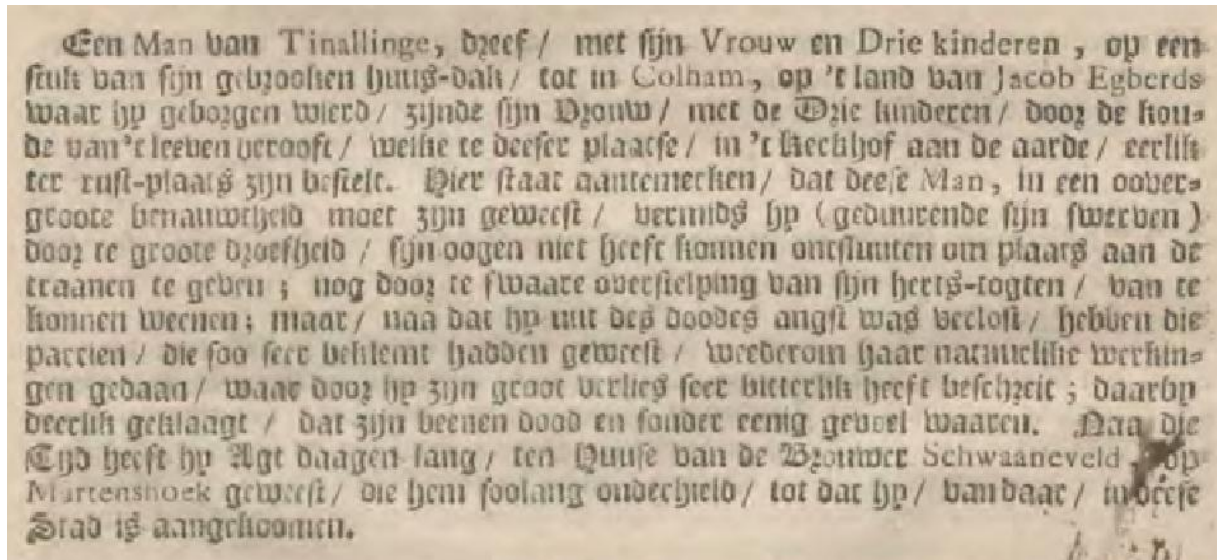 Een Man van Tinallinge, dreef / met sijn Vrouw en Drie kinderen, op een
stuk van sijn gebrooken huus-dak / tot in Colham, op 't land van Jacob Egberds
waar hy geborgen wierd / zijnde sijn Vrouw / met de Drie kinderen / door de kou-
de van 't leeven berooft / welke te deeser plaatse / in 't kerkhof aan de aarde / eerlik
ter rust-plaats zijn bestelt. Hier staat aantemerken / dat deese Man, in een oover-
groote benauwtheid moet zijn geweest / vermids hy (geduurende sijn swerven)
door te groote droefheid / sijn oogen niet heeft konnen ontsluuten om plaats aan de
traanen te geven; nog door te swaare overstelping van sijn herts-togten / van te
konnen weenen; maar / naa dat hy uut des doodes angst was verlost / hebben die
partien / die soo seer beklemt hadden geweest / weederom haar natuurlike werkin-
gen gedaan / waar door hy zijn groot verlies seer bitterlik heeft beschreit; daarby
deerlik geklaagt / dat zijn beenen dood en sonder eenig gevoel waaren. Naa die
Tijd heeft hy Agt daagen lang / ten Huuse van de Brouwer Schwaaneveld, op
Martenshoek geweest / die hem soolang onderhield / tot dat hy / van daar / in deese
Stad is aangekoomen.